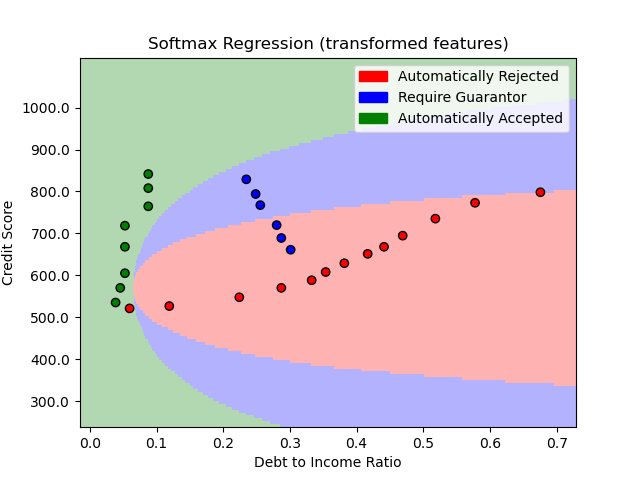 Softmax Regression (transformed features)
Automatically Rejected
Require Guarantor
Automatically Accepted
Credit Score
1000.0
900.0
800.0
700.0
600.0
500.0
400.0
300.0
0.0 0.1 0.2 0.3 0.4 0.5 0.6 0.7
Debt to Income Ratio